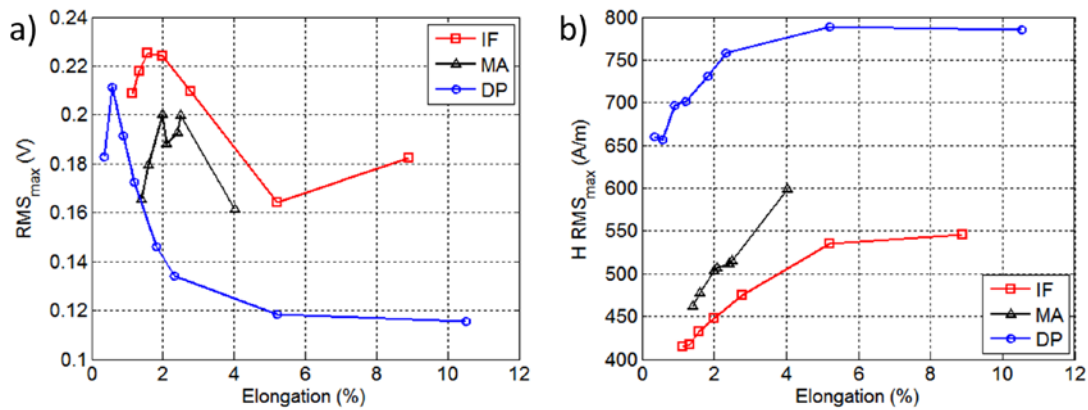 a)
RMSmax (V)
0.24
0.22
0.2
0.18
0.16
0.14
0.12
0.1
0 2 4 6 8 10 12
Elongation (%)
IF
MA
DP
b)
H RMSmax (A/m)
800
750
700
650
600
550
500
450
400
0 2 4 6 8 10 12
Elongation (%)
IF
MA
DP